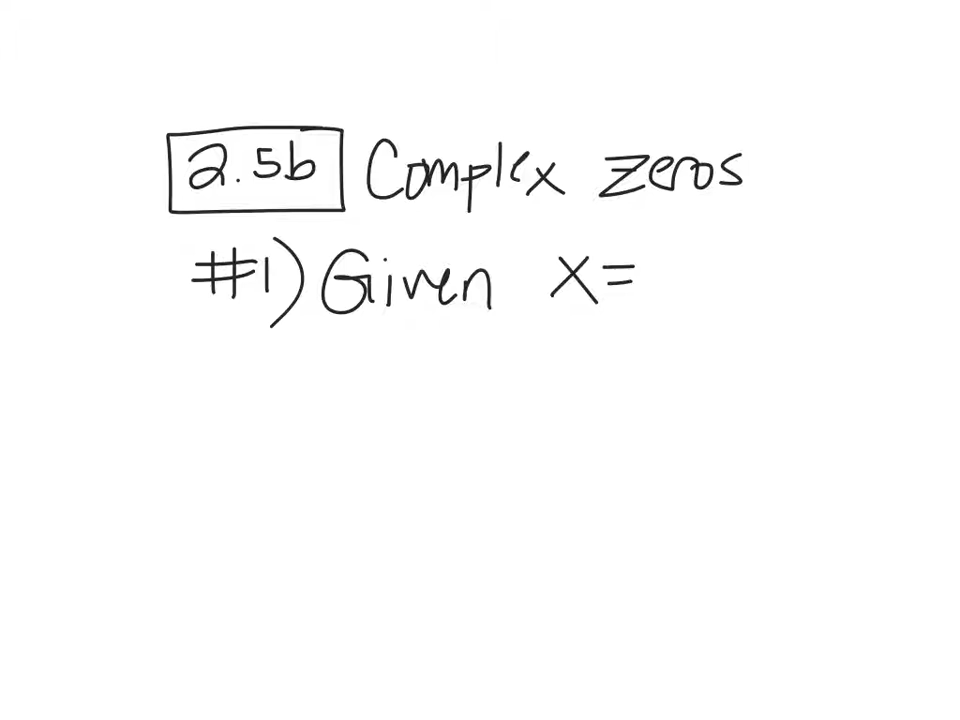 2.5b Complex zeros
#1) Given x=